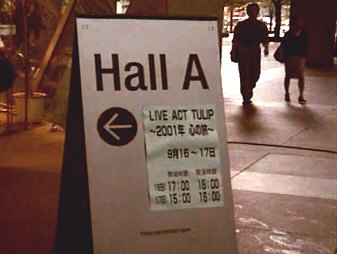 Hall A
LIVE ACT TULIP
~2001年 心の旅~
9月16~17日
開場時間 開演時間
16日 17:00 18:00
17日 15:00 16:00